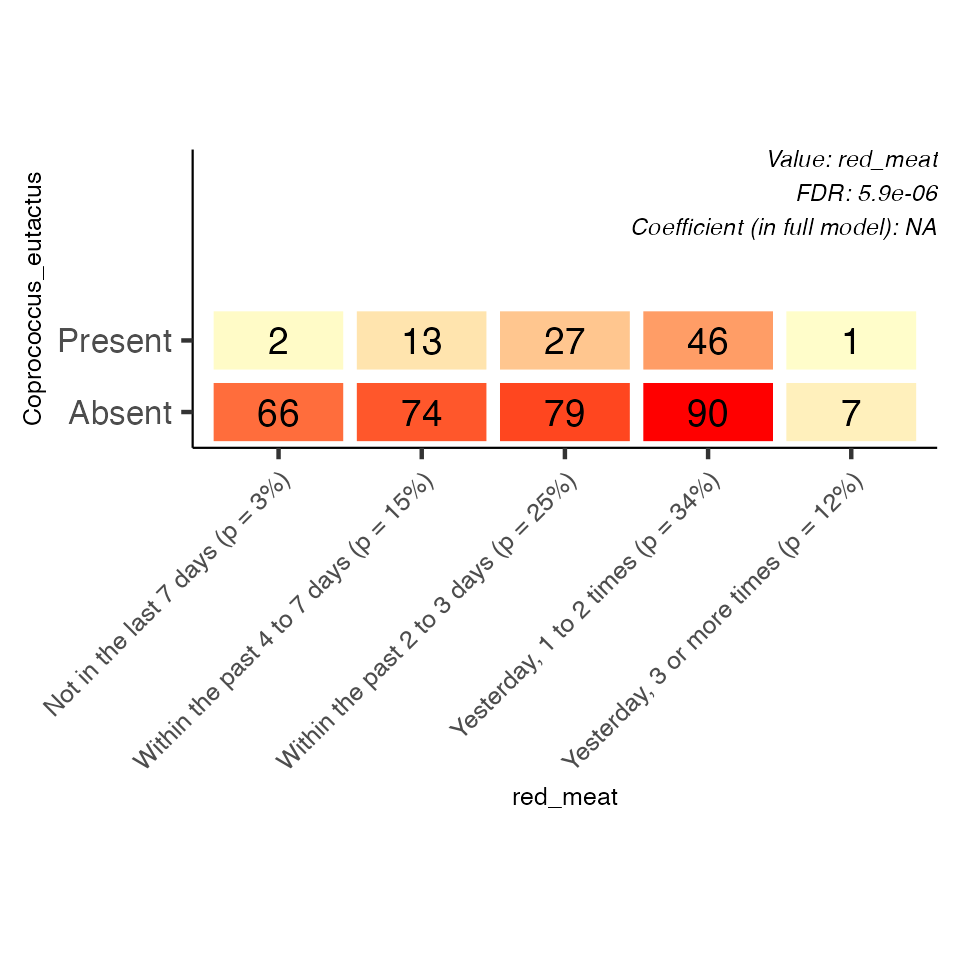 Value: red_meat
FDR: 5.9e-06
Coefficient (in full model): NA
Coprococcus_eutactus
Present
2
13
27
46
1
Absent
66
74
79
90
7
Not in the last 7 days (p = 3%)
Within the past 4 to 7 days (p = 15%)
Within the past 2 to 3 days (p = 25%)
Yesterday, 1 to 2 times (p = 34%)
Yesterday, 3 or more times (p = 12%)
red_meat